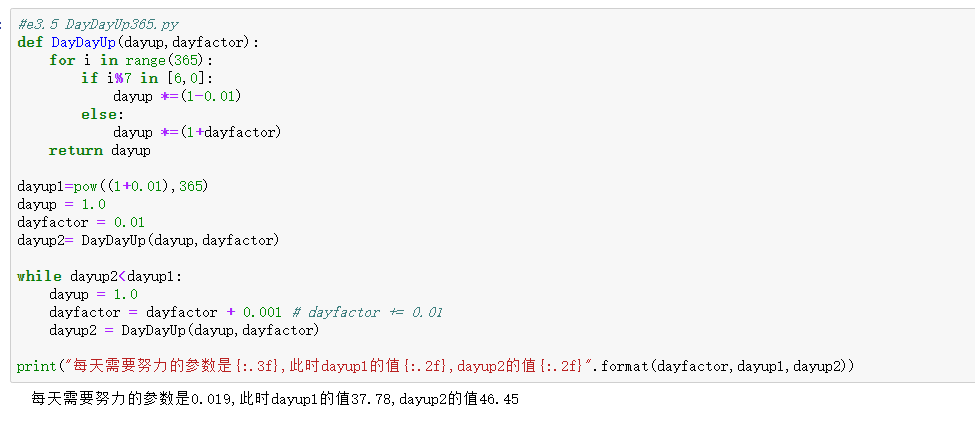 #e3.5 DayDayUp365.py
def DayDayUp(dayup,dayfactor):
    for i in range(365):
        if i%7 in [6,0]:
            dayup *=(1-0.01)
        else:
            dayup *=(1+dayfactor)
    return dayup

dayup1=pow((1+0.01),365)
dayup = 1.0
dayfactor = 0.01
dayup2= DayDayUp(dayup,dayfactor)

while dayup2<dayup1:
    dayup = 1.0
    dayfactor = dayfactor + 0.001 # dayfactor += 0.01
    dayup2 = DayDayUp(dayup,dayfactor)

print("每天需要努力的参数是{:.3f},此时dayup1的值{:.2f},dayup2的值{:.2f}".format(dayfactor,dayup1,dayup2))
每天需要努力的参数是0.019,此时dayup1的值37.78,dayup2的值46.45